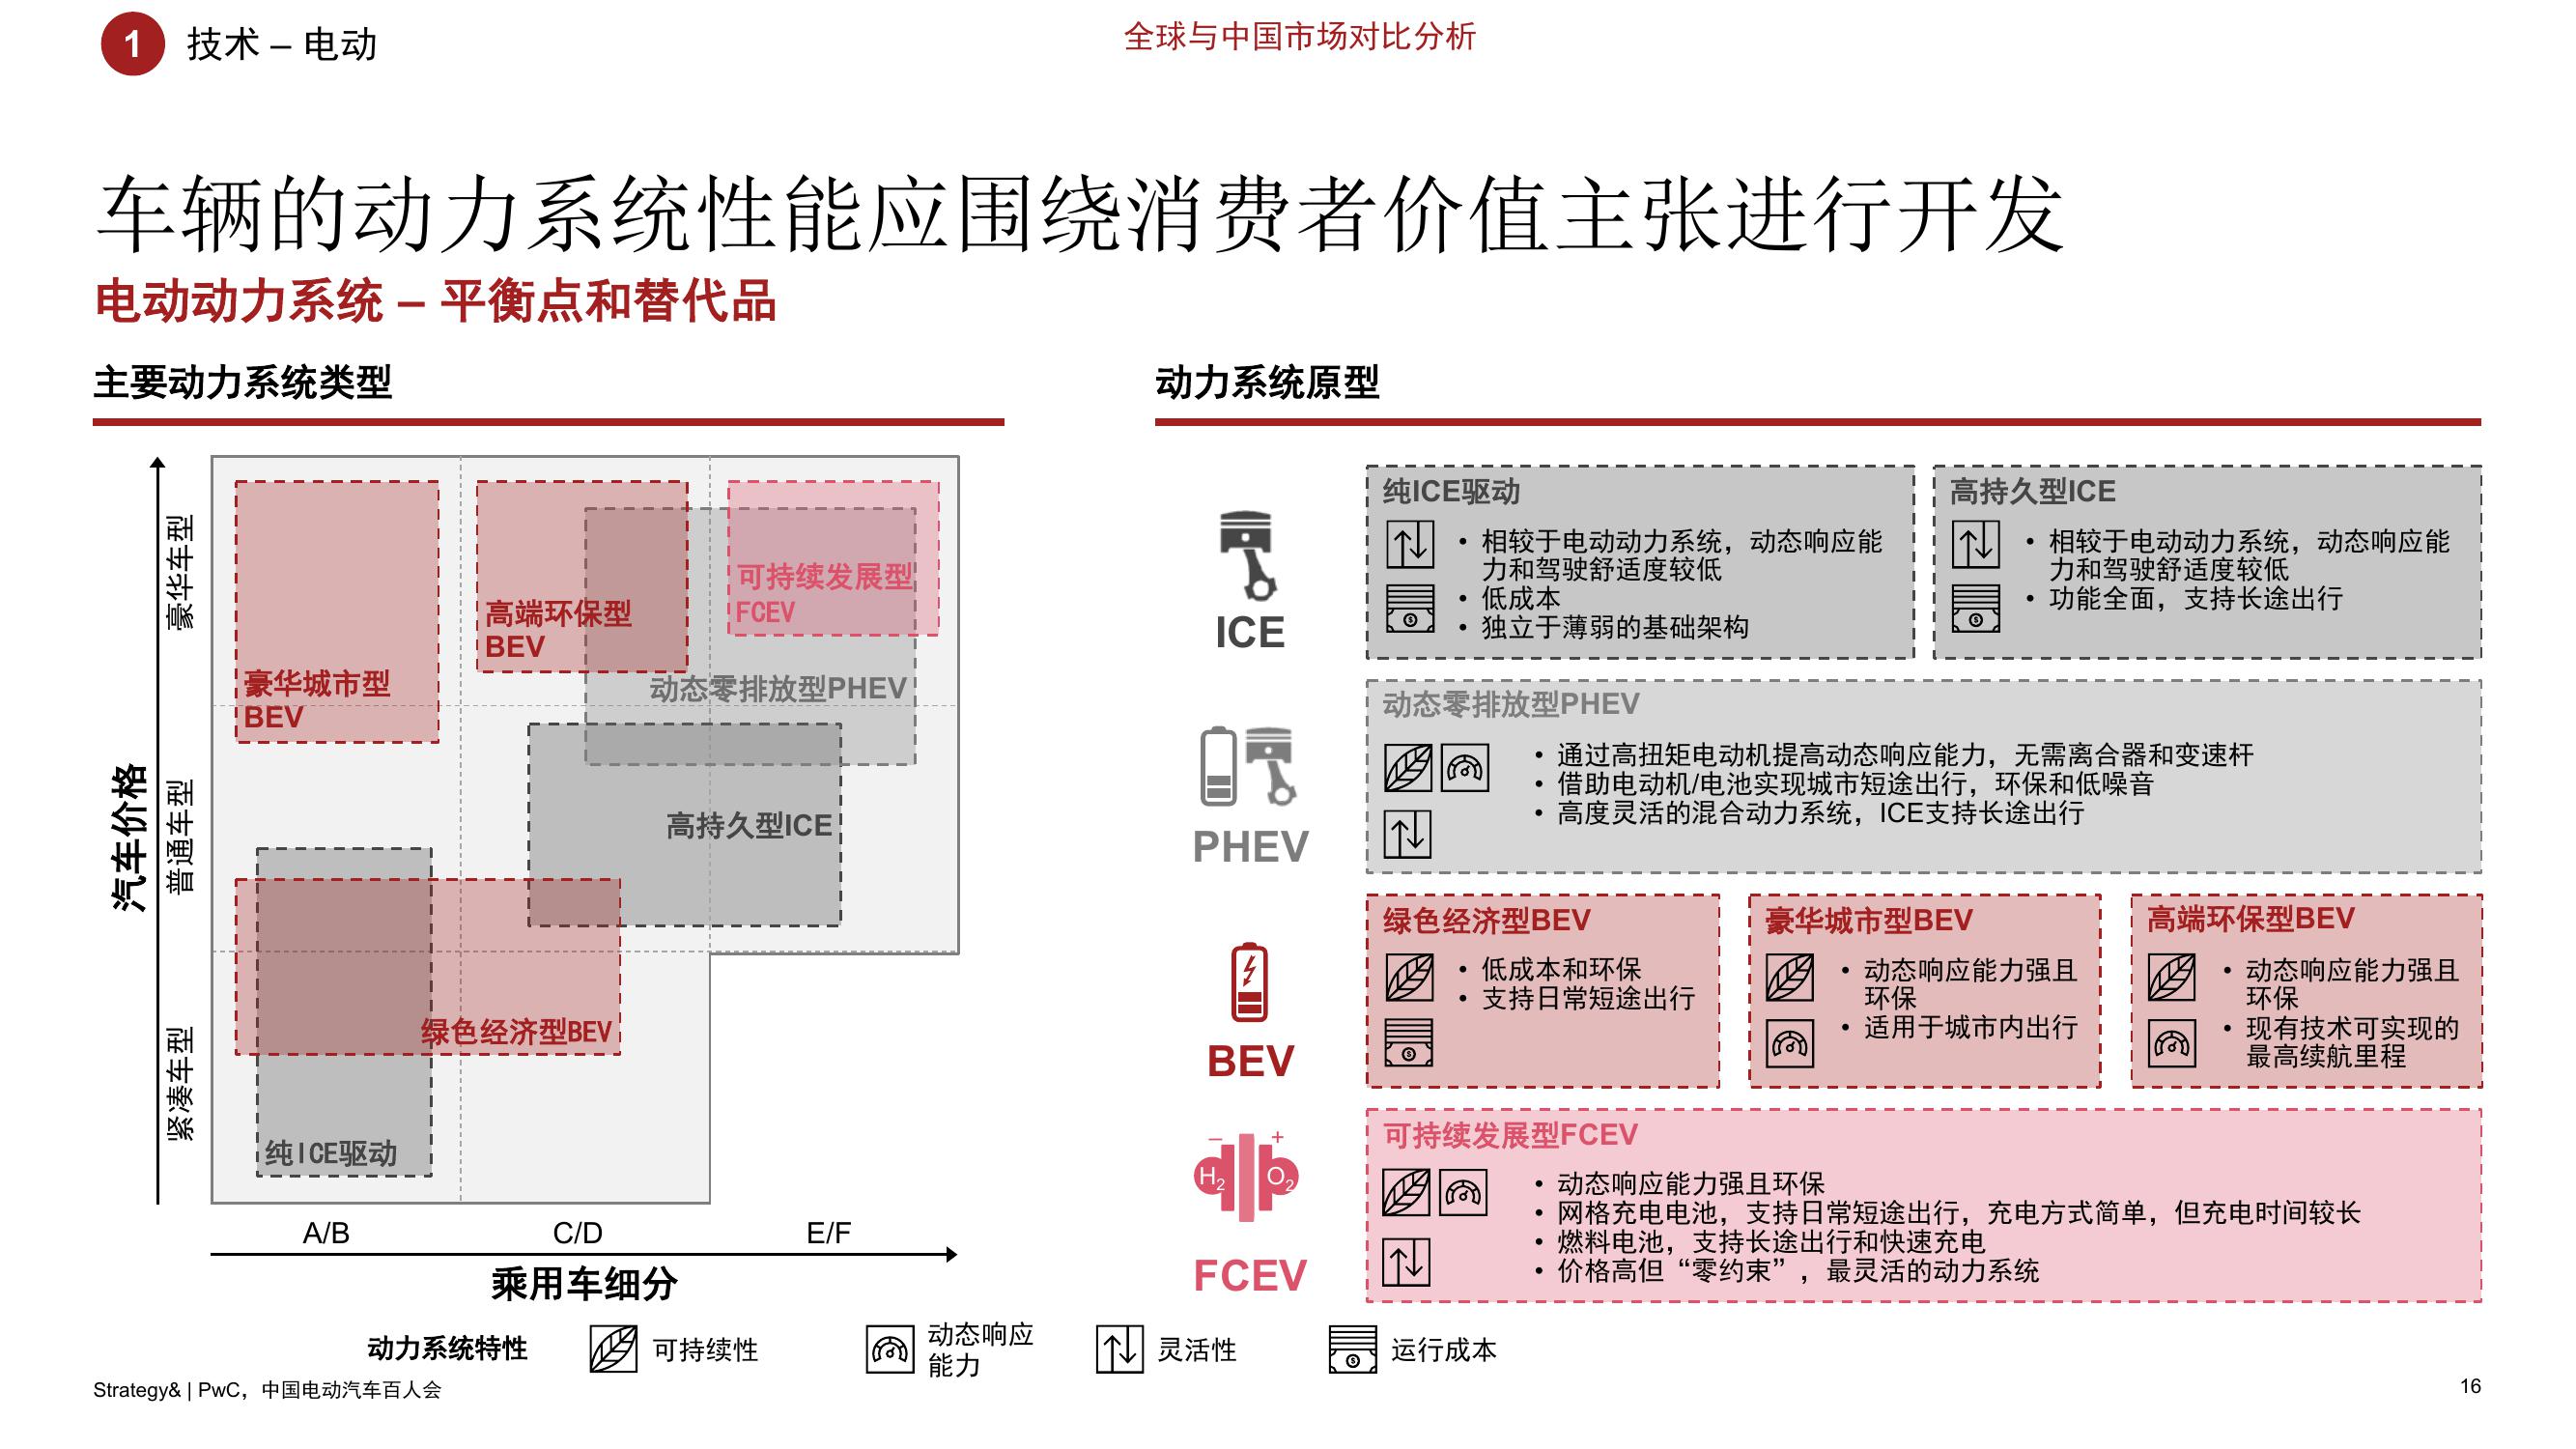 1 技术 – 电动
全球与中国市场对比分析
车辆的动力系统性能应围绕消费者价值主张进行开发
电动动力系统 – 平衡点和替代品
主要动力系统类型
汽车价格
豪华车型
普通车型
紧凑车型
豪华城市型
BEV
高端环保型
BEV
可持续发展型
FCEV
动态零排放型PHEV
高持久型ICE
绿色经济型BEV
纯ICE驱动
A/B
C/D
E/F
乘用车细分
动力系统原型
ICE
纯ICE驱动
• 相较于电动动力系统，动态响应能
力和驾驶舒适度较低
• 低成本
• 独立于薄弱的基础架构
高持久型ICE
• 相较于电动动力系统，动态响应能
力和驾驶舒适度较低
• 功能全面，支持长途出行
PHEV
动态零排放型PHEV
• 通过高扭矩电动机提高动态响应能力，无需离合器和变速杆
• 借助电动机/电池实现城市短途出行，环保和低噪音
• 高度灵活的混合动力系统，ICE支持长途出行
BEV
绿色经济型BEV
• 低成本和环保
• 支持日常短途出行
豪华城市型BEV
• 动态响应能力强且
环保
• 适用于城市内出行
高端环保型BEV
• 动态响应能力强且
环保
• 现有技术可实现的
最高续航里程
– +
H2 O2
FCEV
可持续发展型FCEV
• 动态响应能力强且环保
• 网格充电电池，支持日常短途出行，充电方式简单，但充电时间较长
• 燃料电池，支持长途出行和快速充电
• 价格高但“零约束”，最灵活的动力系统
动力系统特性
可持续性
动态响应
能力
灵活性
运行成本
Strategy& | PwC，中国电动汽车百人会
16